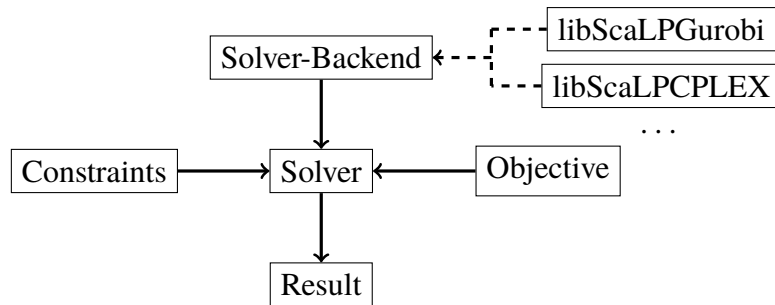 libScaLPGurobi
Solver-Backend
libScaLPCPLEX
...
Constraints
Solver
Objective
Result